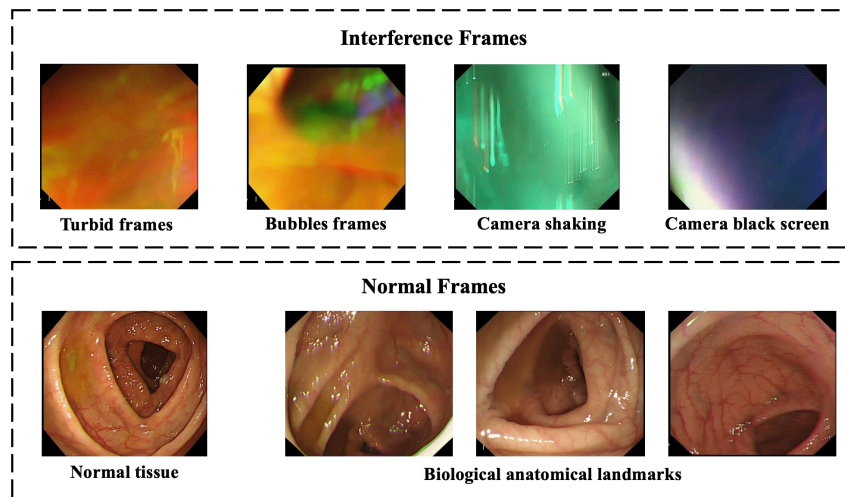 Interference Frames
Turbid frames
Bubbles frames
Camera shaking
Camera black screen
Normal Frames
Normal tissue
Biological anatomical landmarks